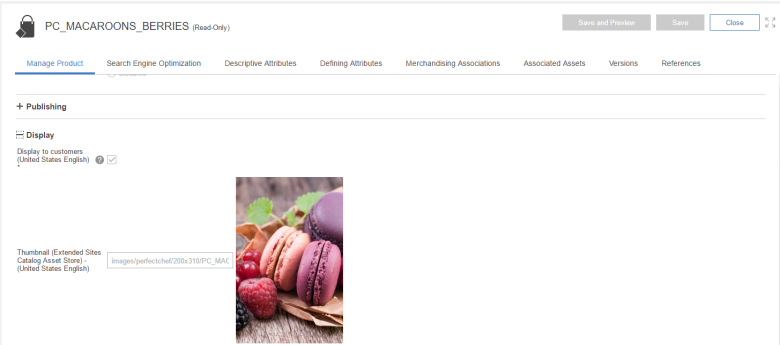 PC_MACAROONS_BERRIES (Read-Only)
Save and Preview
Save
Close
Manage Product
Search Engine Optimization
Descriptive Attributes
Defining Attributes
Merchandising Associations
Associated Assets
Versions
References
+ Publishing
Display
Display to customers
(United States English) ?
*
Thumbnail (Extended Sites
Catalog Asset Store) -
(United States English)
images/perfectchef/200x310/PC_MAC